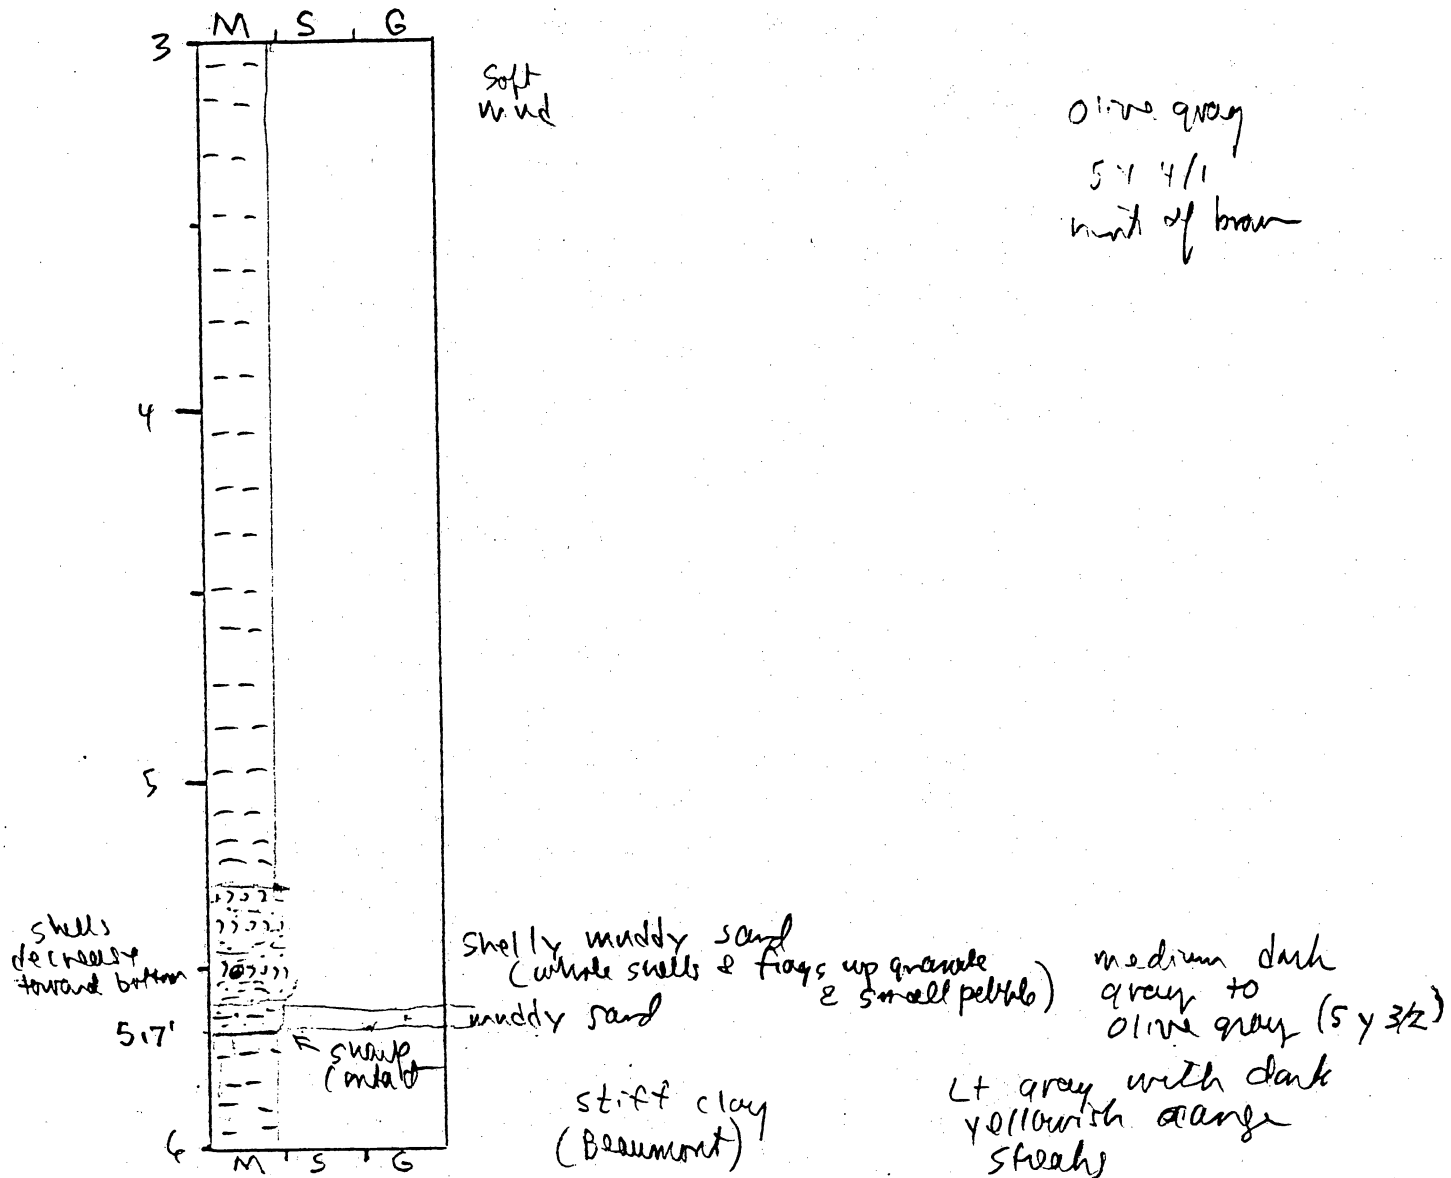 M S G
3
Soft
mud
olive gray
5 Y 4/1
hint of brown
4
5
shells
decrease
toward bottom
shelly muddy sand
(whole shells & frags up granule
& small pebble)
medium dark
gray to
olive gray (5 y 3/2)
muddy sand
5.7'
sharp
contact
stiff clay
(Beaumont)
Lt gray with dark
yellowish orange
streaks
6
M S G